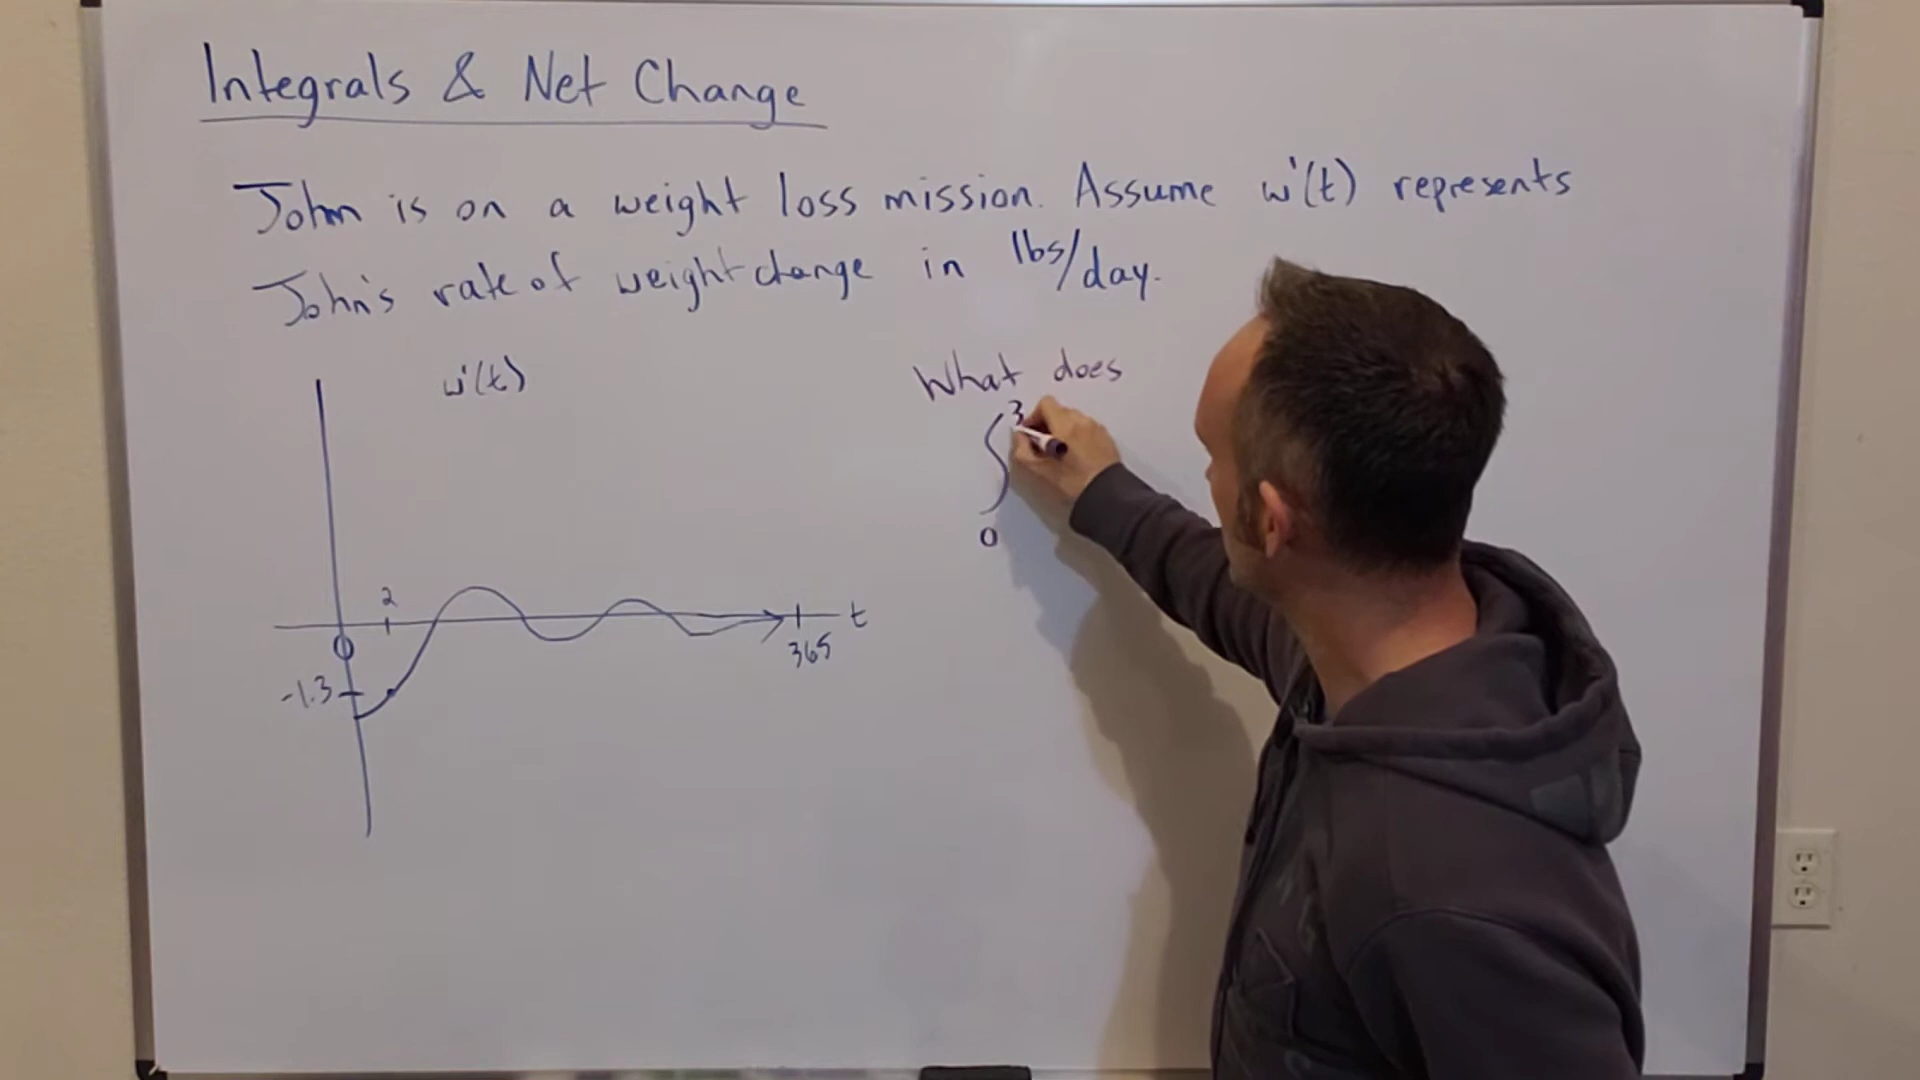 Integrals & Net Change
John is on a weight loss mission. Assume w'(t) represents
John's rate of weight change in lbs/day.
w'(t)
What does
∫
3
0
2
t
365
0
-1.3